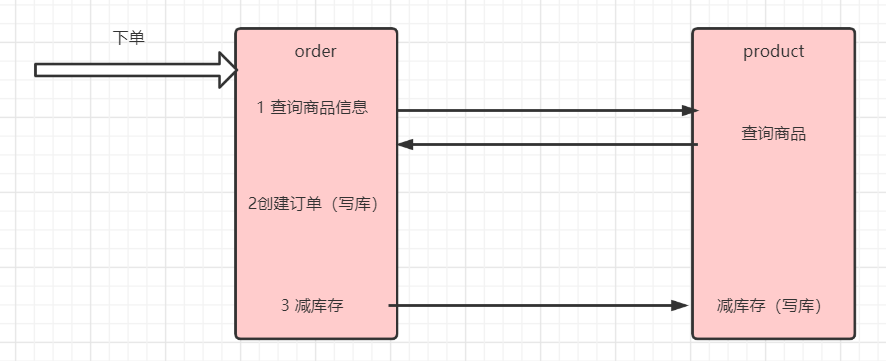 下单
order
product
1 查询商品信息
查询商品
2创建订单（写库）
3 减库存
减库存（写库）